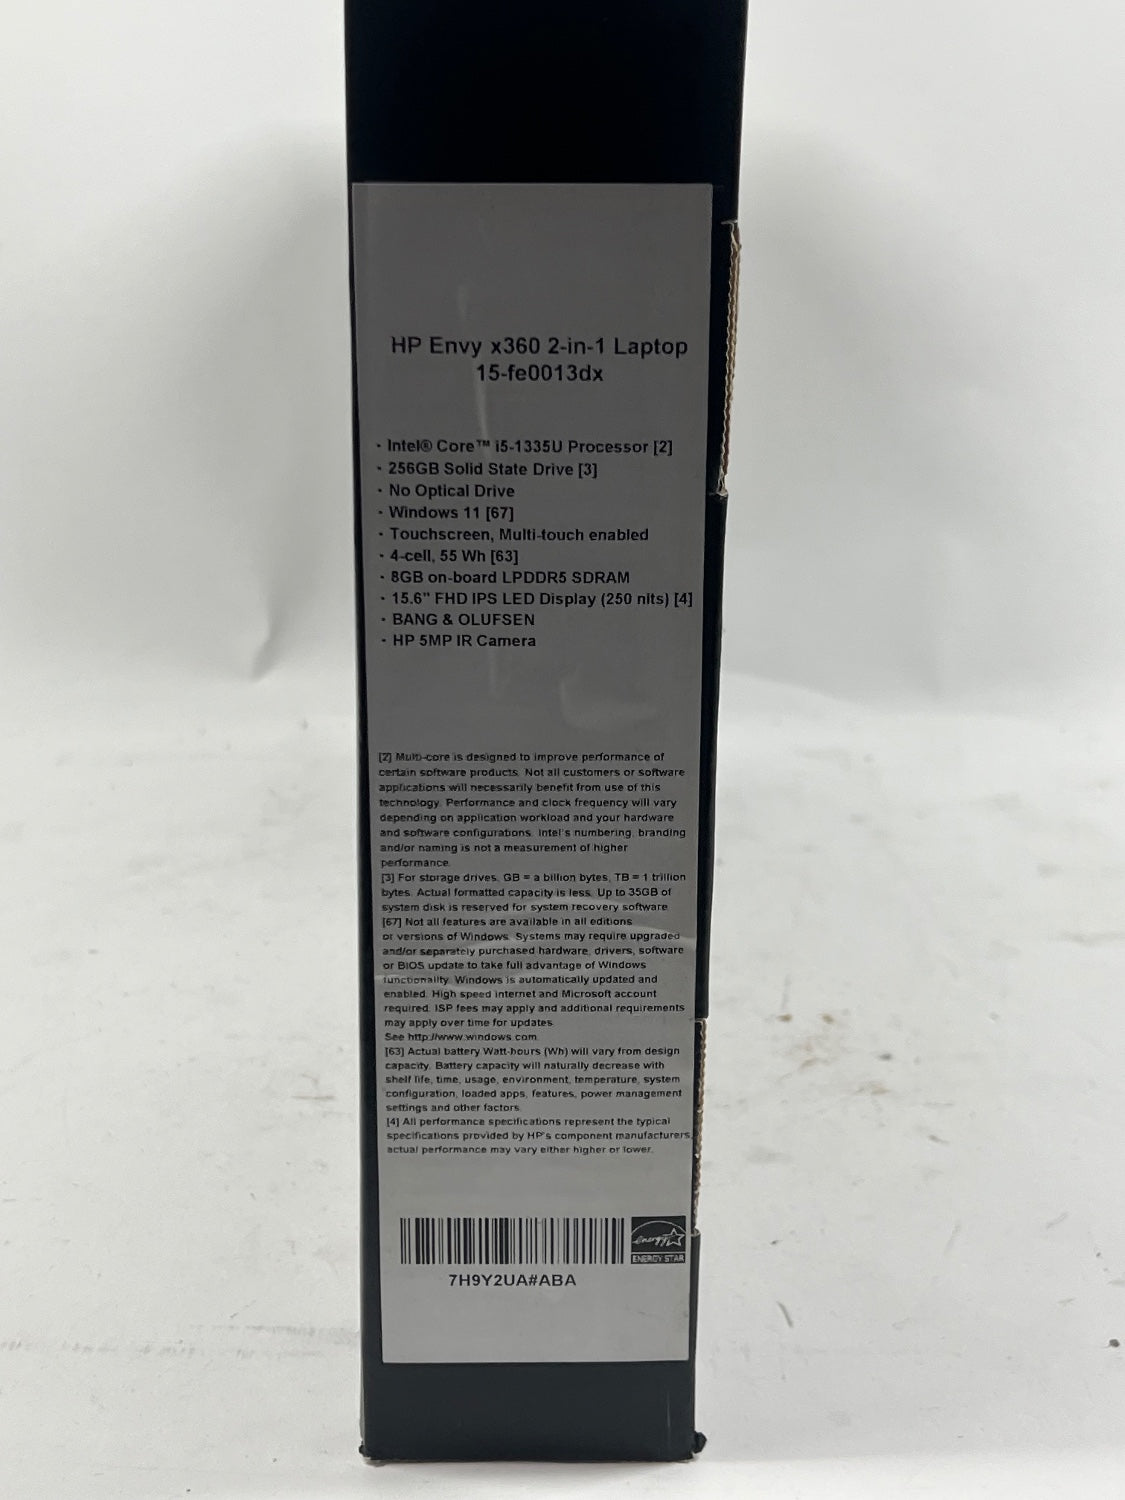 HP Envy x360 2-in-1 Laptop
15-fe0013dx
· Intel® Core™ i5-1335U Processor [2]
· 256GB Solid State Drive [3]
· No Optical Drive
· Windows 11 [67]
· Touchscreen, Multi-touch enabled
· 4-cell, 55 Wh [63]
· 8GB on-board LPDDR5 SDRAM
· 15.6" FHD IPS LED Display (250 nits) [4]
· BANG & OLUFSEN
· HP 5MP IR Camera
[2] Multi-core is designed to improve performance of
certain software products. Not all customers or software
applications will necessarily benefit from use of this
technology. Performance and clock frequency will vary
depending on application workload and your hardware
and software configurations. Intel's numbering, branding
and/or naming is not a measurement of higher
performance.
[3] For storage drives, GB = a billion bytes, TB = 1 trillion
bytes. Actual formatted capacity is less. Up to 35GB of
system disk is reserved for system recovery software
[67] Not all features are available in all editions
or versions of Windows. Systems may require upgraded
and/or separately purchased hardware, drivers, software
or BIOS update to take full advantage of Windows
functionality. Windows is automatically updated and
enabled. High speed internet and Microsoft account
required. ISP fees may apply and additional requirements
may apply over time for updates
See http://www.windows.com.
[63] Actual battery Watt-hours (Wh) will vary from design
capacity. Battery capacity will naturally decrease with
shelf life, time, usage, environment, temperature, system
configuration, loaded apps, features, power management
settings and other factors.
[4] All performance specifications represent the typical
specifications provided by HP's component manufacturers,
actual performance may vary either higher or lower.
energy
ENERGY STAR
7H9Y2UA#ABA